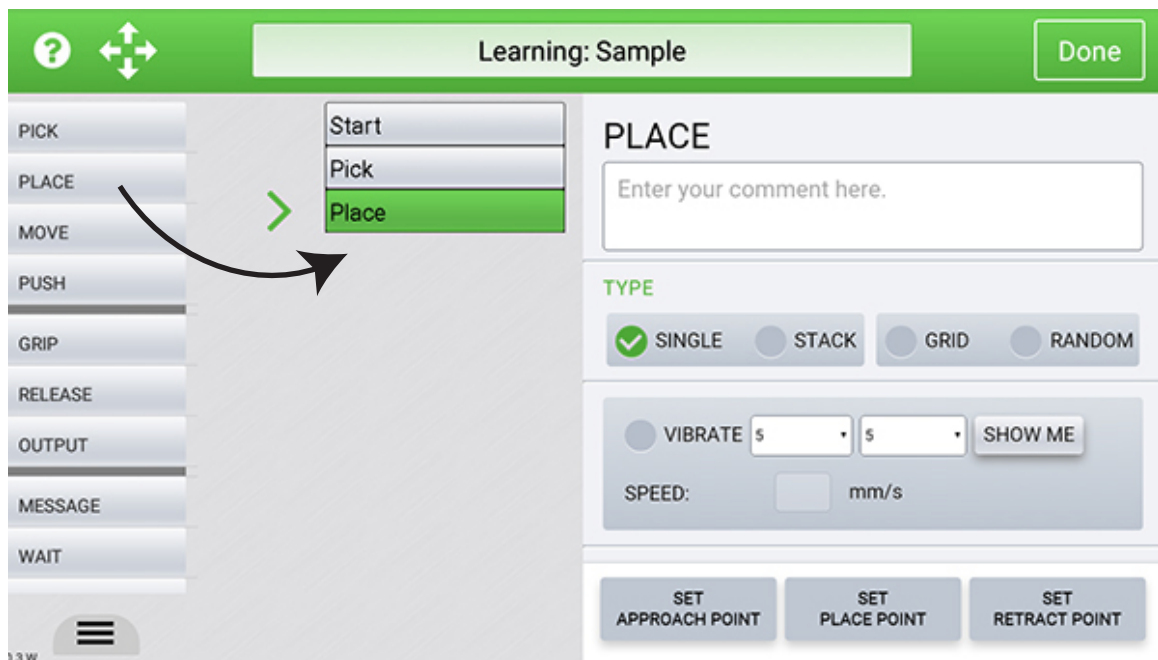 ?
Learning: Sample
Done
PICK
PLACE
MOVE
PUSH
GRIP
RELEASE
OUTPUT
MESSAGE
WAIT
Start
Pick
Place
PLACE
Enter your comment here.
TYPE
SINGLE STACK GRID RANDOM
VIBRATE 5 5 SHOW ME
SPEED: mm/s
SET
APPROACH POINT
SET
PLACE POINT
SET
RETRACT POINT